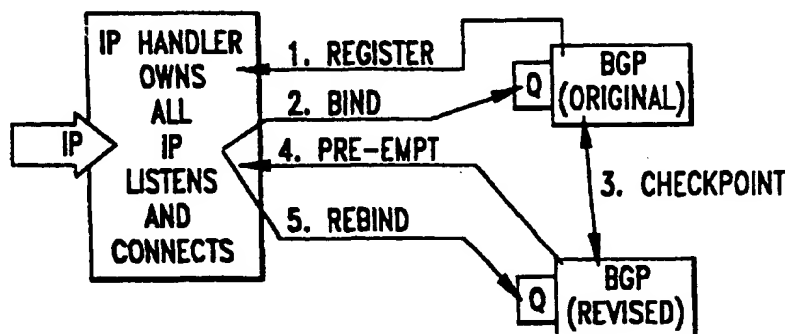 IP HANDLER
OWNS
ALL
IP
LISTENS
AND
CONNECTS
IP
1. REGISTER
2. BIND
4. PRE-EMPT
5. REBIND
Q
BGP
(ORIGINAL)
3. CHECKPOINT
Q
BGP
(REVISED)